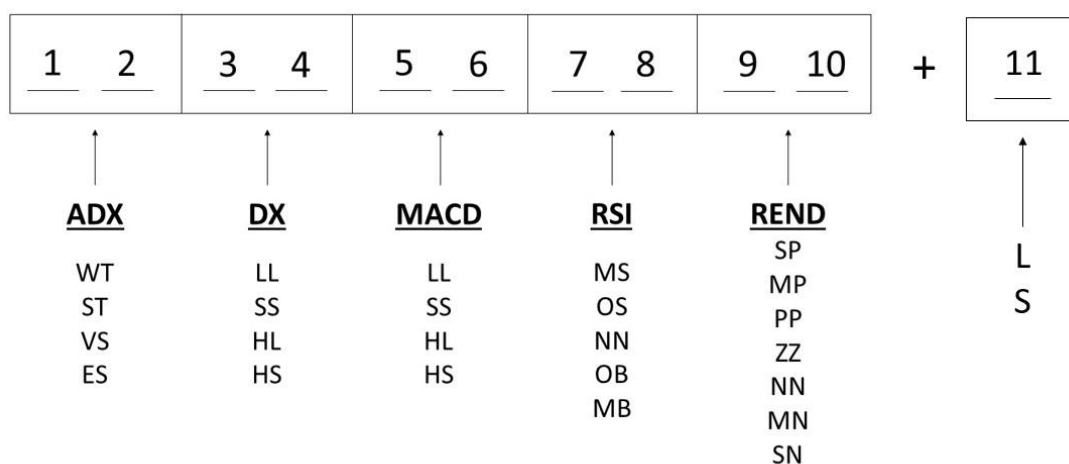 1 2 3 4 5 6 7 8 9 10 + 11
ADX DX MACD RSI REND
WT LL LL MS SP
ST SS SS OS MP
VS HL HL NN PP
ES HS HS OB ZZ
MB NN
MN
SN
L
S